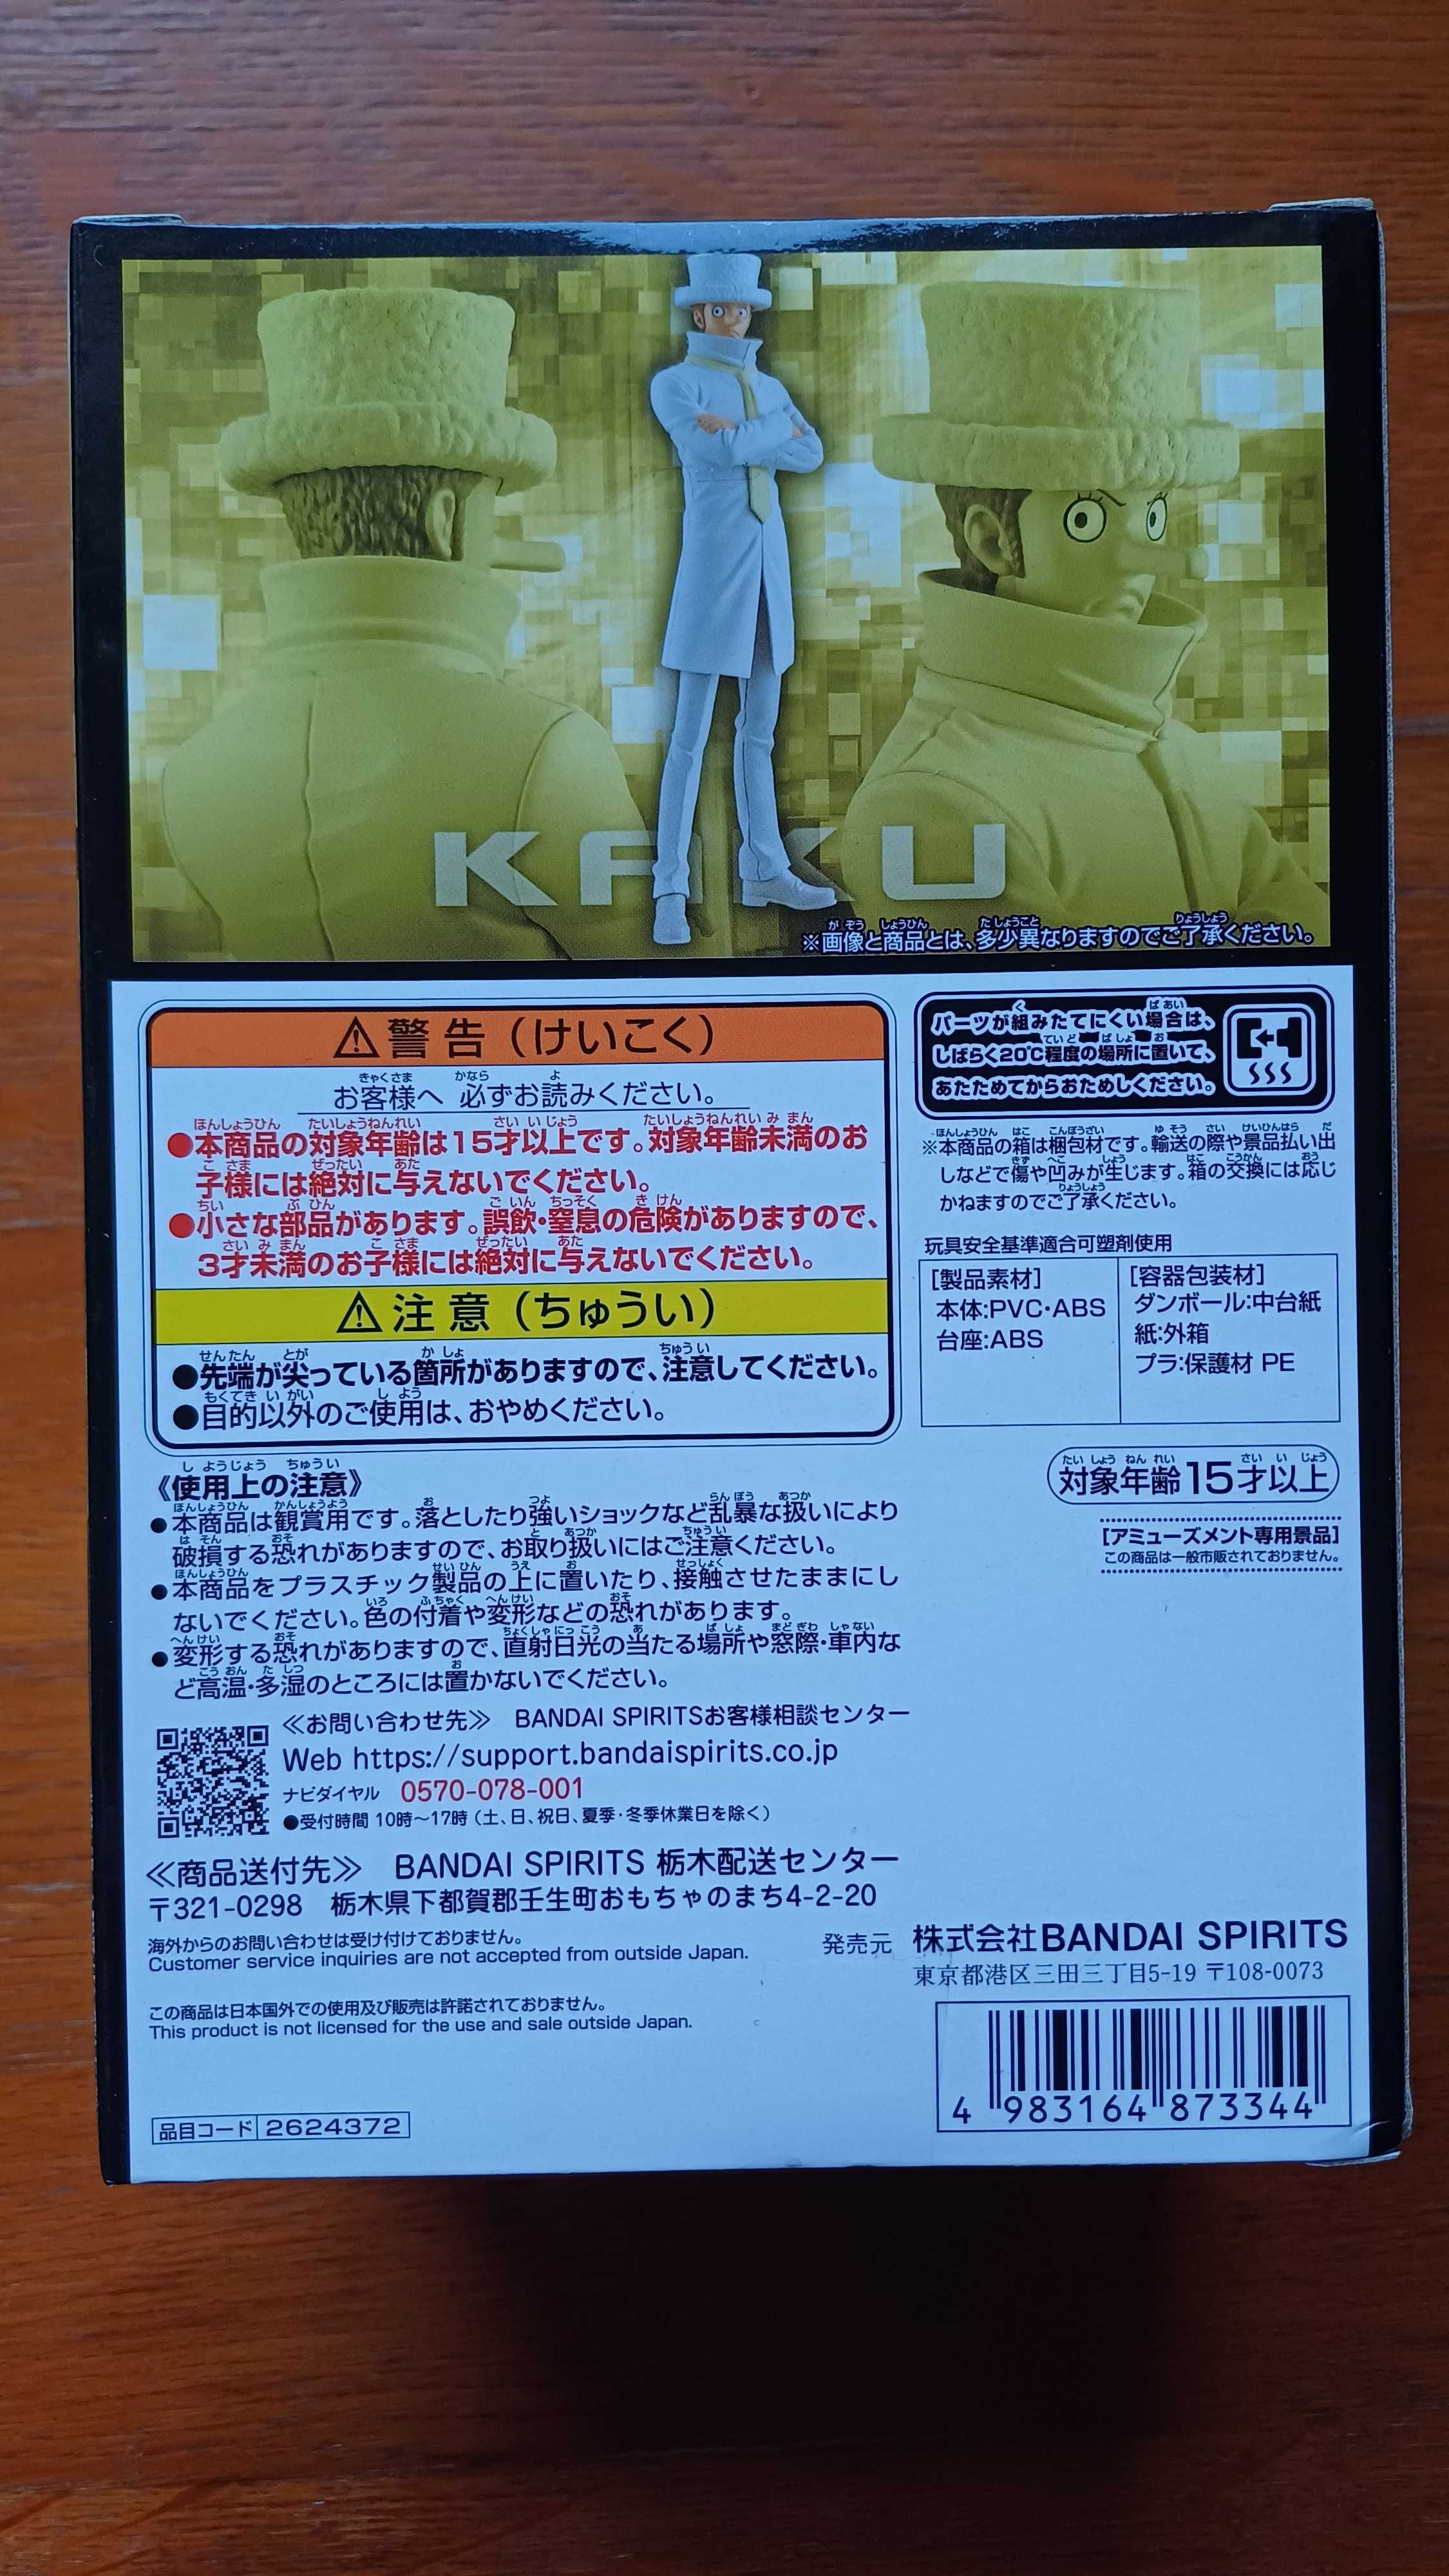 KAKU
※画像と商品とは、多少異なりますのでご了承ください。
⚠警告（けいこく）
お客様へ 必ずお読みください。
●本商品の対象年齢は15才以上です。対象年齢未満のお
子様には絶対に与えないでください。
●小さな部品があります。誤飲・窒息の危険がありますので、
3才未満のお子様には絶対に与えないでください。
⚠注意（ちゅうい）
●先端が尖っている箇所がありますので、注意してください。
●目的以外のご使用は、おやめください。
パーツが組みたてにくい場合は、
しばらく20℃程度の場所に置いて、
あたためてからおためしください。
※本商品の箱は梱包材です。輸送の際や景品払い出
しなどで傷や凹みが生じます。箱の交換には応じ
かねますのでご了承ください。
玩具安全基準適合可塑剤使用
[製品素材]
本体:PVC・ABS
台座:ABS
[容器包装材]
ダンボール:中台紙
紙:外箱
プラ:保護材 PE
対象年齢15才以上
[アミューズメント専用景品]
この商品は一般市販されておりません。
《使用上の注意》
●本商品は観賞用です。落としたり強いショックなど乱暴な扱いにより
破損する恐れがありますので、お取り扱いにはご注意ください。
●本商品をプラスチック製品の上に置いたり、接触させたままにし
ないでください。色の付着や変形などの恐れがあります。
●変形する恐れがありますので、直射日光の当たる場所や窓際・車内な
ど高温・多湿のところには置かないでください。
≪お問い合わせ先≫ BANDAI SPIRITSお客様相談センター
Web https://support.bandaispirits.co.jp
ナビダイヤル 0570-078-001
●受付時間 10時～17時（土、日、祝日、夏季・冬季休業日を除く）
≪商品送付先≫ BANDAI SPIRITS 栃木配送センター
〒321-0298 栃木県下都賀郡壬生町おもちゃのまち4-2-20
海外からのお問い合わせは受け付けておりません。
Customer service inquiries are not accepted from outside Japan.
発売元 株式会社BANDAI SPIRITS
東京都港区三田三丁目5-19 〒108-0073
この商品は日本国外での使用及び販売は許諾されておりません。
This product is not licensed for the use and sale outside Japan.
品目コード 2624372
4 983164 873344